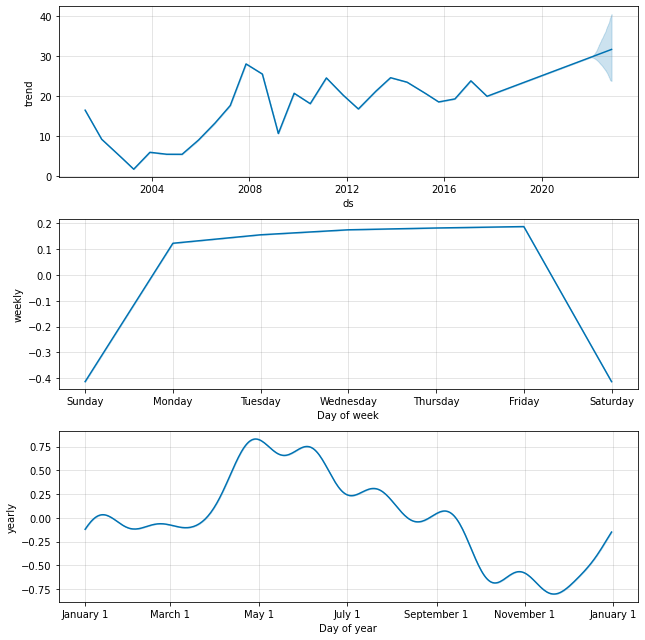 40
30
20
10
0
trend
2004 2008 2012 2016 2020
ds
0.2
0.1
0.0
−0.1
−0.2
−0.3
−0.4
weekly
Sunday Monday Tuesday Wednesday Thursday Friday Saturday
Day of week
0.75
0.50
0.25
0.00
−0.25
−0.50
−0.75
yearly
January 1 March 1 May 1 July 1 September 1 November 1 January 1
Day of year